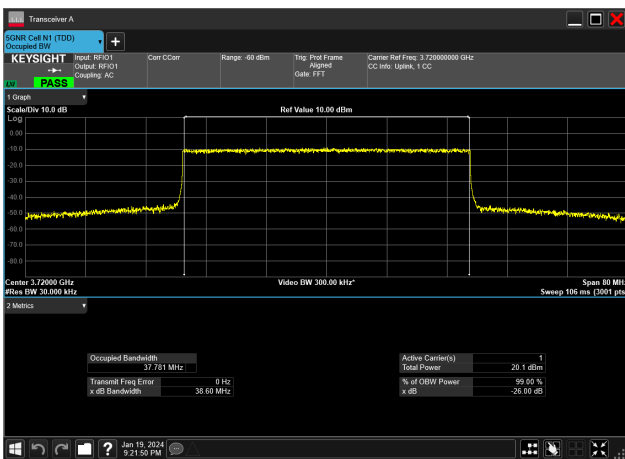 Transceiver A
5GNR Cell N1 (TDD)
Occupied BW
KEYSIGHT
Input: RFIO1
Output: RFIO1
Coupling: AC
Corr CCorr
Range: -60 dBm
Trig: Prot Frame
Aligned
Gate: FFT
Carrier Ref Freq: 3.720000000 GHz
CC Info: Uplink, 1 CC
PASS
1 Graph
Scale/Div 10.0 dB
Ref Value 10.00 dBm
Log
0.00
-10.0
-20.0
-30.0
-40.0
-50.0
-60.0
-70.0
-80.0
Center 3.72000 GHz
Video BW 300.00 kHz*
Span 80 MHz
#Res BW 30.000 kHz
Sweep 106 ms (3001 pts
2 Metrics
Occupied Bandwidth
37.781 MHz
Transmit Freq Error 0 Hz
x dB Bandwidth 38.60 MHz
Active Carrier(s) 1
Total Power 20.1 dBm
% of OBW Power 99.00 %
x dB -26.00 dB
?
Jan 19, 2024
9:21:50 PM